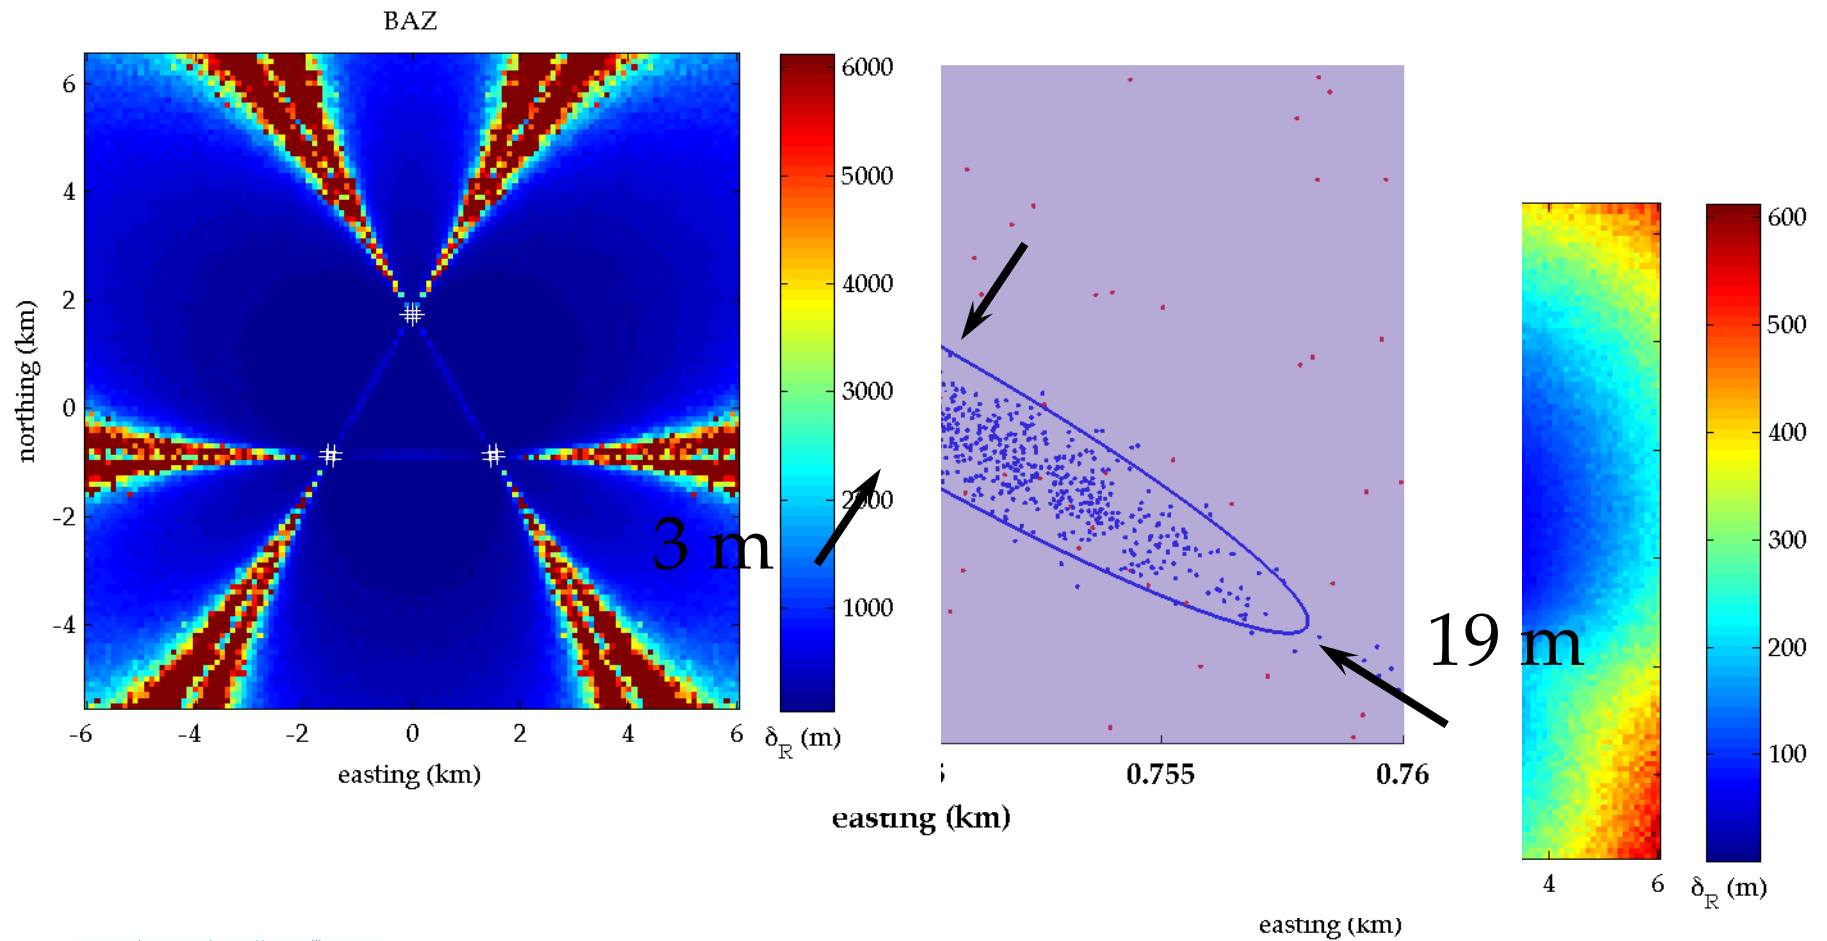 BAZ
6
4
2
0
-2
-4
northing (km)
-6 -4 -2 0 2 4 6
easting (km)
6000
5000
4000
3000
2000
1000
δR (m)
3 m
19 m
0.755 0.76
easting (km)
600
500
400
300
200
100
4 6
δR (m)
easting (km)